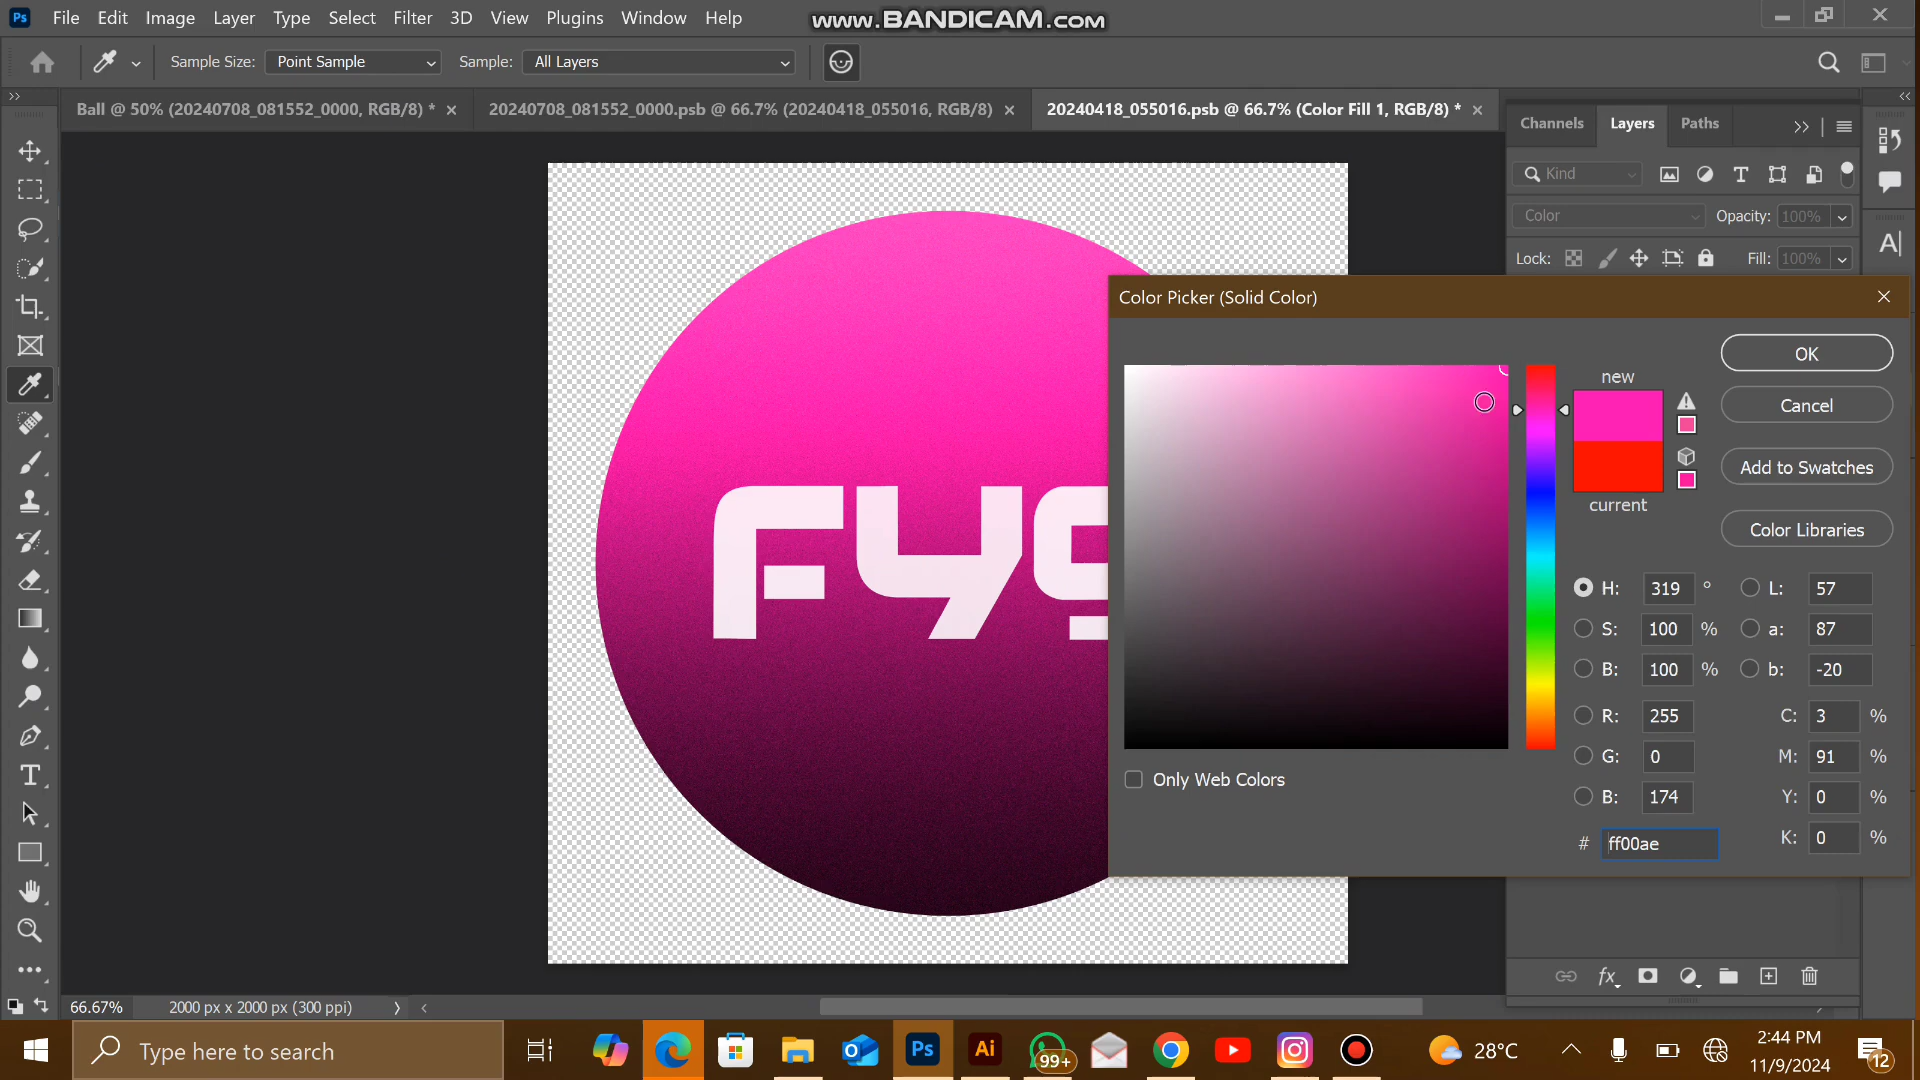 Ps File Edit Image Layer Type Select Filter 3D View Plugins Window Help
www.BANDICAM.com
Sample Size: Point Sample Sample: All Layers
Ball @ 50% (20240708_081552_0000, RGB/8) *
20240708_081552_0000.psb @ 66.7% (20240418_055016, RGB/8)
20240418_055016.psb @ 66.7% (Color Fill 1, RGB/8) *
Channels Layers Paths
Kind
Color Opacity: 100%
Lock: Fill: 100%
Color Picker (Solid Color)
new
current
OK
Cancel
Add to Swatches
Color Libraries
H: 319 ° L: 57
S: 100 % a: 87
B: 100 % b: -20
R: 255 C: 3 %
G: 0 M: 91 %
B: 174 Y: 0 %
# ff00ae K: 0 %
Only Web Colors
66.67% 2000 px x 2000 px (300 ppi)
Type here to search
Ps Ai 99+
28°C
2:44 PM
11/9/2024
12